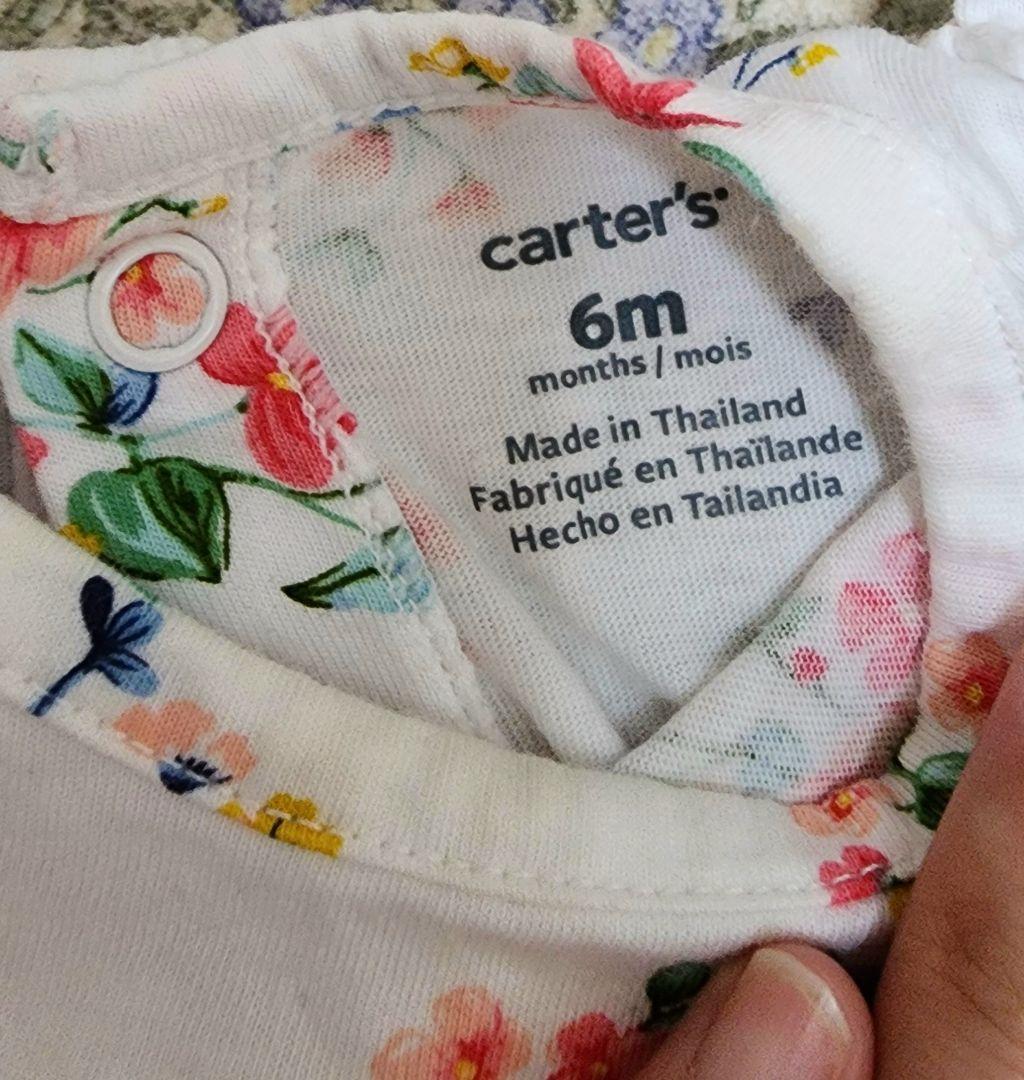 carter's
6m
months / mois
Made in Thailand
Fabriqué en Thaïlande
Hecho en Tailandia